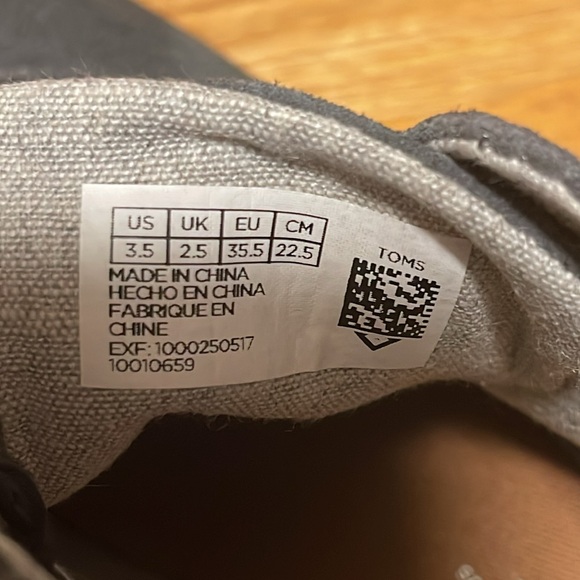 US UK EU CM
3.5 2.5 35.5 22.5
MADE IN CHINA
HECHO EN CHINA
FABRIQUE EN
CHINE
EXF: 1000250517
10010659
TOMS